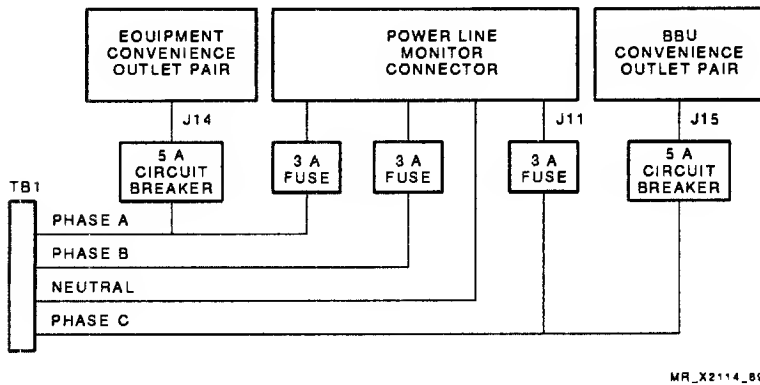 EQUIPMENT
CONVENIENCE
OUTLET PAIR
POWER LINE
MONITOR
CONNECTOR
BBU
CONVENIENCE
OUTLET PAIR
J14
J11
J15
5 A
CIRCUIT
BREAKER
3 A
FUSE
3 A
FUSE
3 A
FUSE
5 A
CIRCUIT
BREAKER
TB1
PHASE A
PHASE B
NEUTRAL
PHASE C
MR_X2114_89